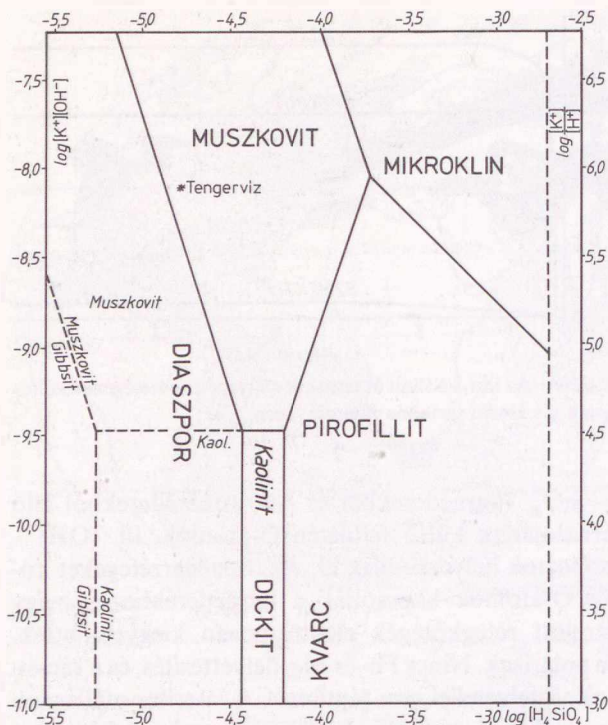 -5,5 -5,0 -4,5 -4,0 -3,5 -3,0 -2,5
-7,5
-8,0
-8,5
-9,0
-9,5
-10,0
-10,5
-11,0
log[K⁺][OH⁻]
6,5
6,0
5,5
5,0
4,5
4,0
3,5
3,0
log [K⁺]/[H⁺]
MUSZKOVIT
MIKROKLIN
*Tengervíz
Muszkovit
Muszkovit
Gibbsit
DIASZPÓR
Kaol.
PIROFILLIT
Kaolinit
DICKIT
KVARC
Gibbsit
Kaolinit
-5,5 -5,0 -4,5 -4,0 -3,5 -3,0 log[H₄SiO₄]